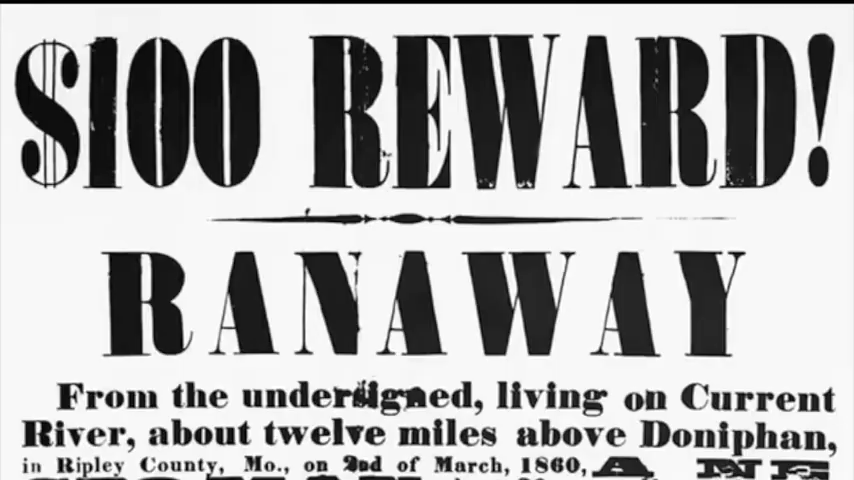 $100 REWARD!
RANAWAY
From the undersigned, living on Current
River, about twelve miles above Doniphan,
in Ripley County, Mo., on 2nd of March, 1860, A